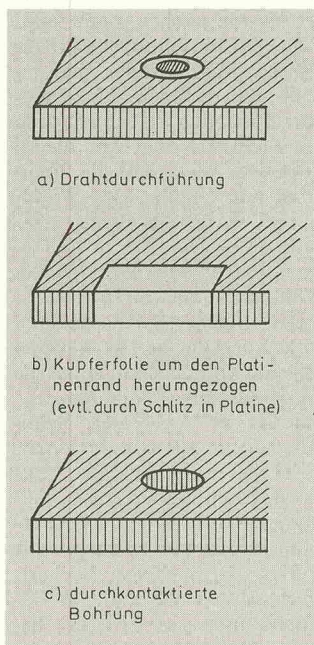 a) Drahtdurchführung
b) Kupferfolie um den Plati-
nenrand herumgezogen
(evtl. durch Schlitz in Platine)
c) durchkontaktierte
Bohrung